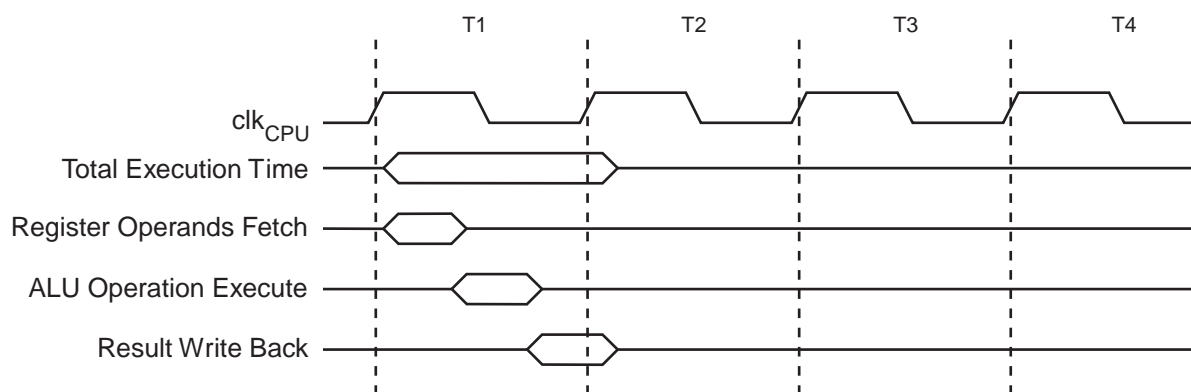 T1 T2 T3 T4
clkCPU
Total Execution Time
Register Operands Fetch
ALU Operation Execute
Result Write Back